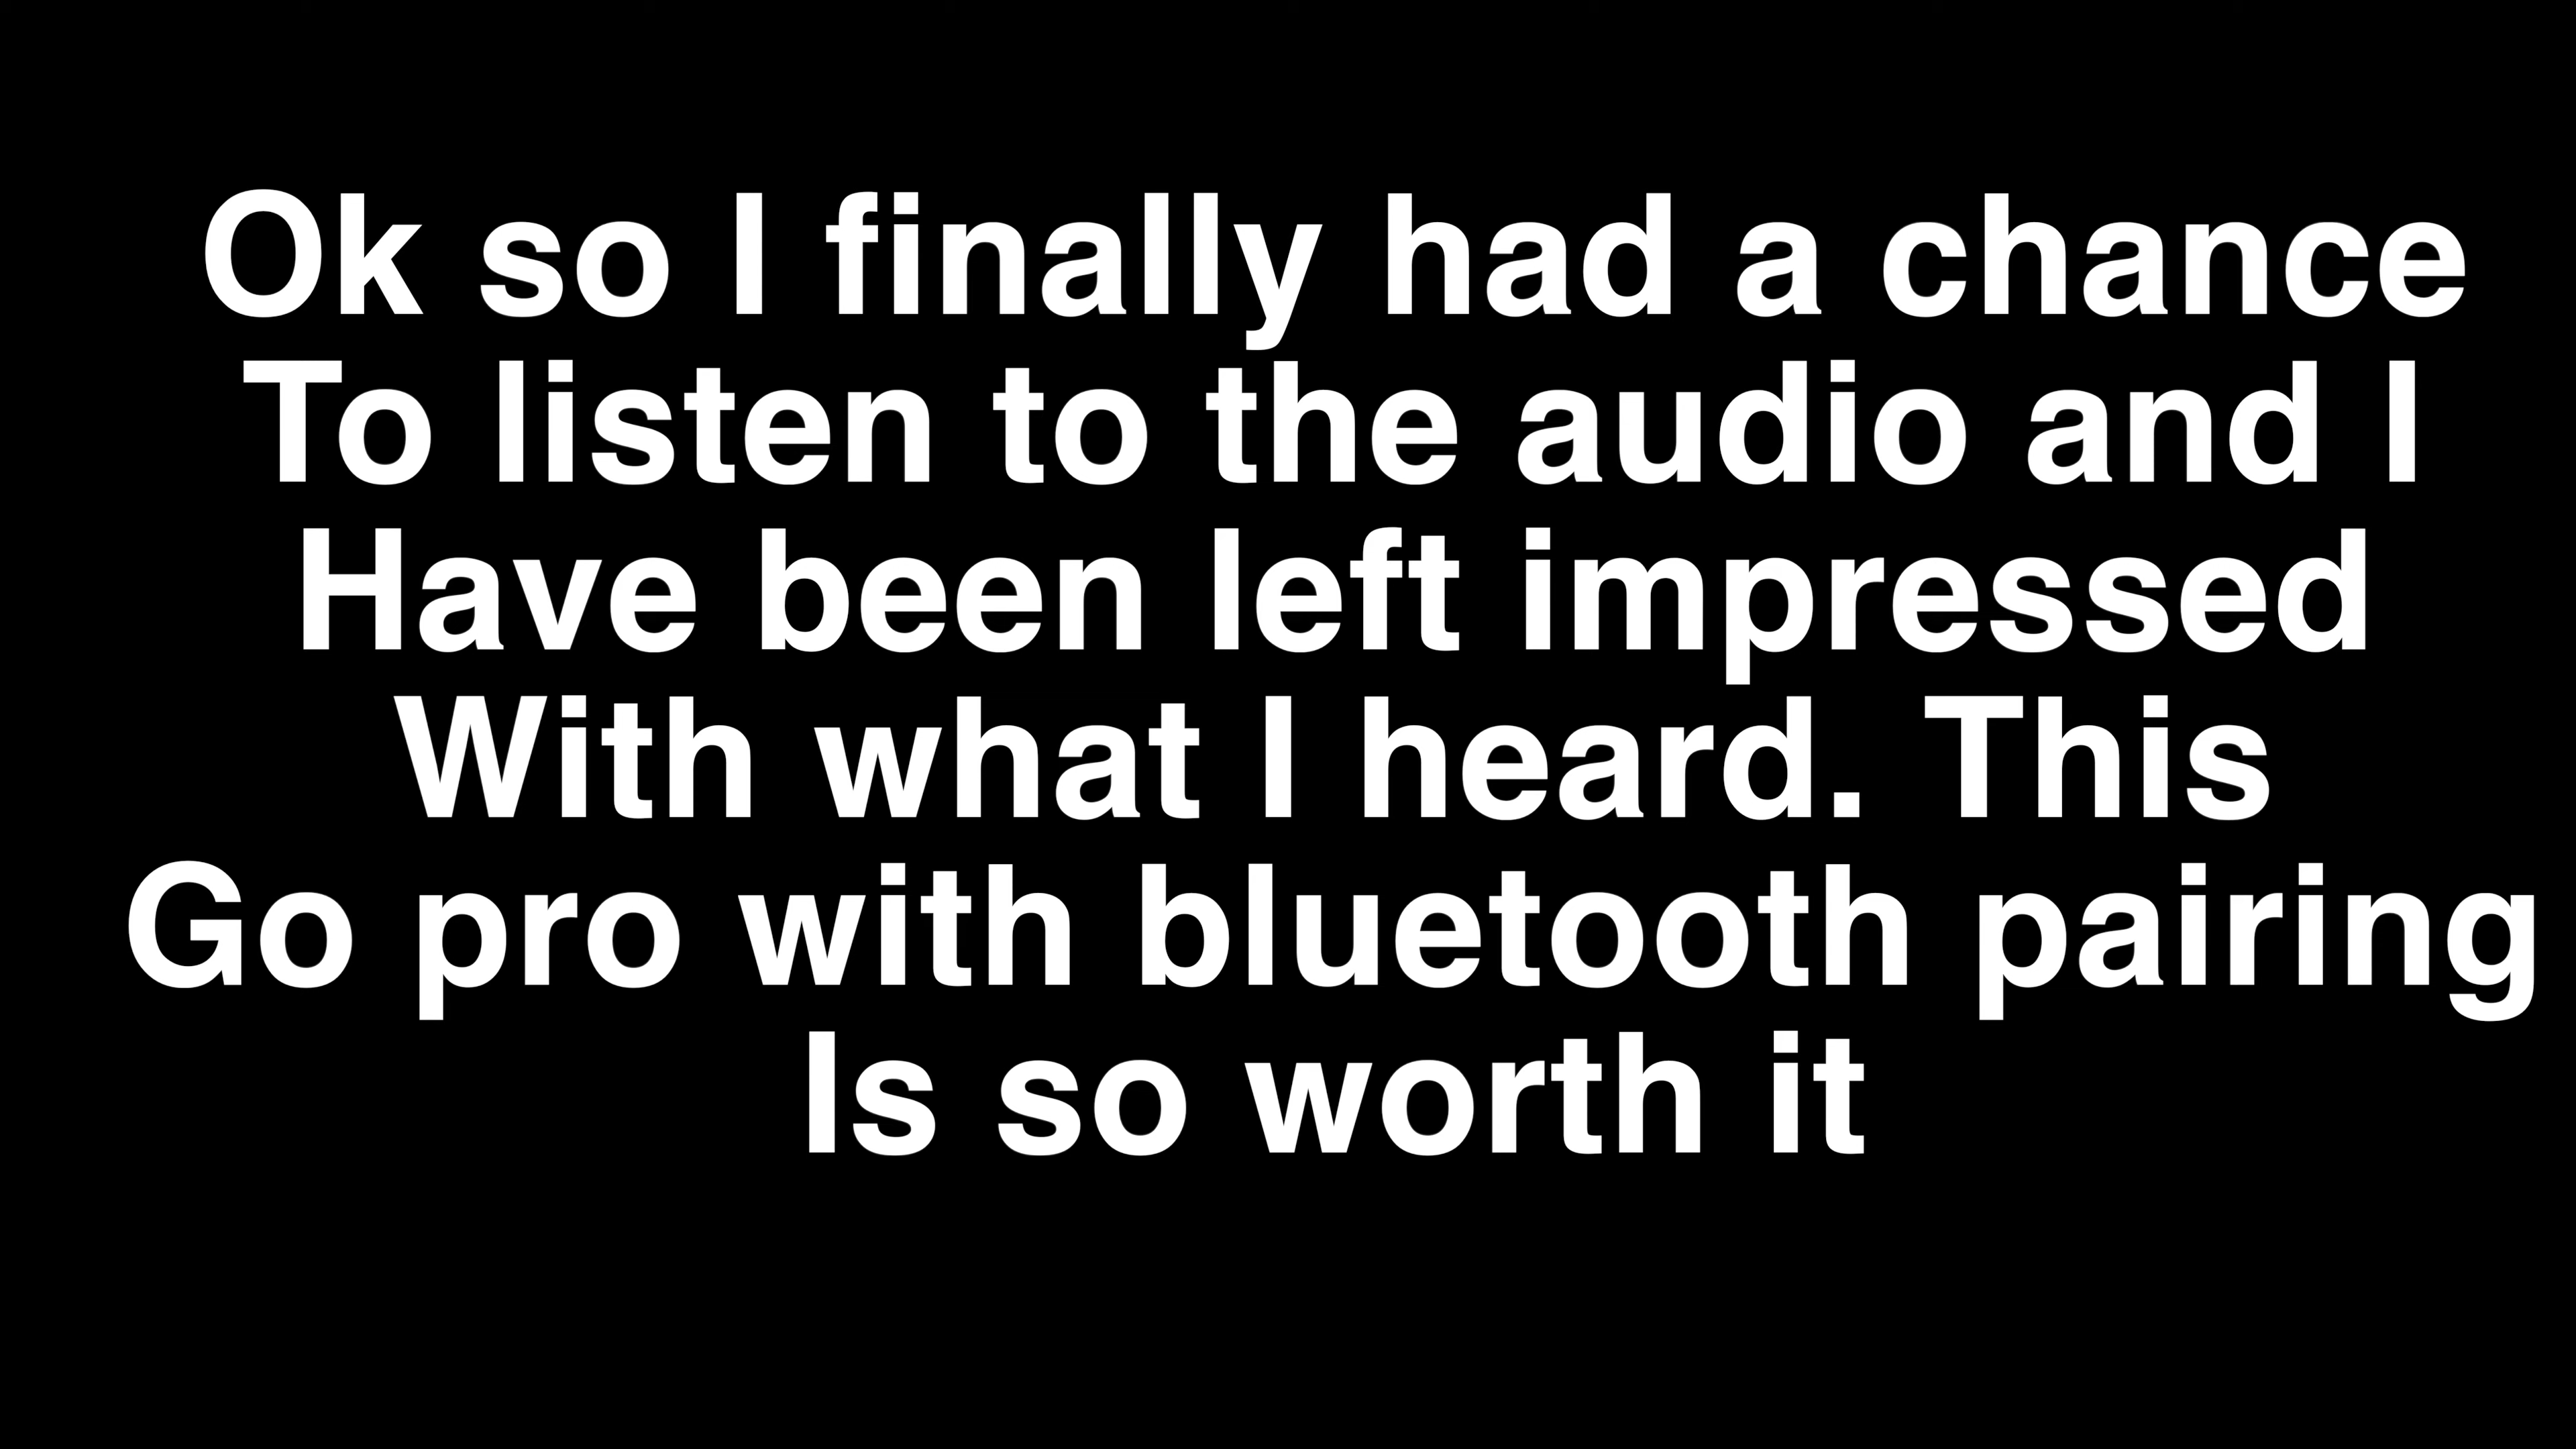 Ok so I finally had a chance
To listen to the audio and I
Have been left impressed
With what I heard. This
Go pro with bluetooth pairing
Is so worth it